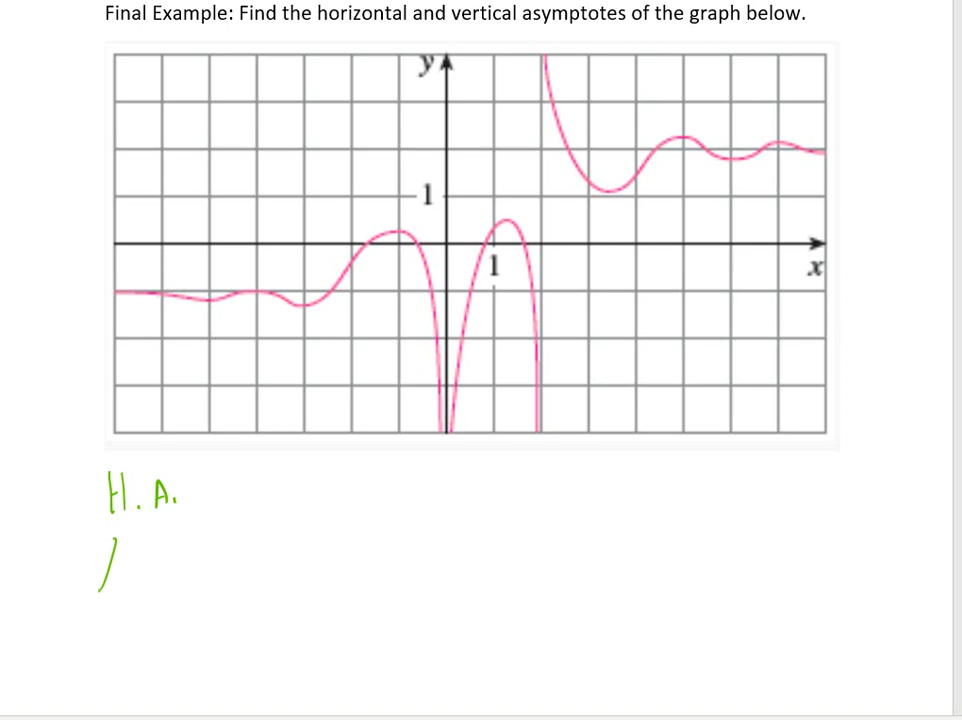 Final Example: Find the horizontal and vertical asymptotes of the graph below.
y
1
1
x
H. A.